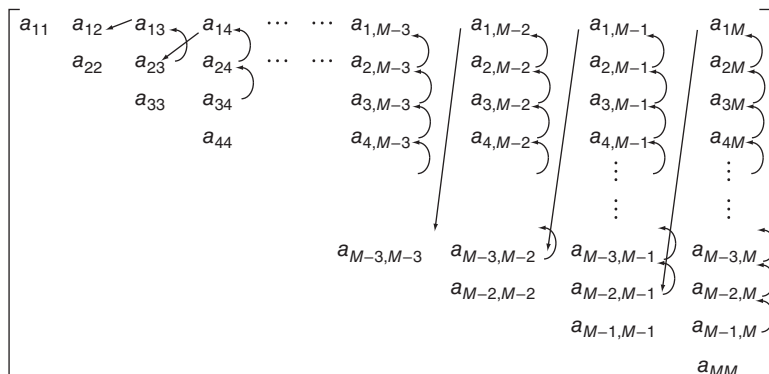 a11 a12 a13 a14 ⋯ ⋯ a1,M−3 a1,M−2 a1,M−1 a1M
a22 a23 a24 ⋯ ⋯ a2,M−3 a2,M−2 a2,M−1 a2M
a33 a34 a3,M−3 a3,M−2 a3,M−1 a3M
a44 a4,M−3 a4,M−2 a4,M−1 a4M
⋮ ⋮
⋮ ⋮
aM−3,M−3 aM−3,M−2 aM−3,M−1 aM−3,M
aM−2,M−2 aM−2,M−1 aM−2,M
aM−1,M−1 aM−1,M
aMM